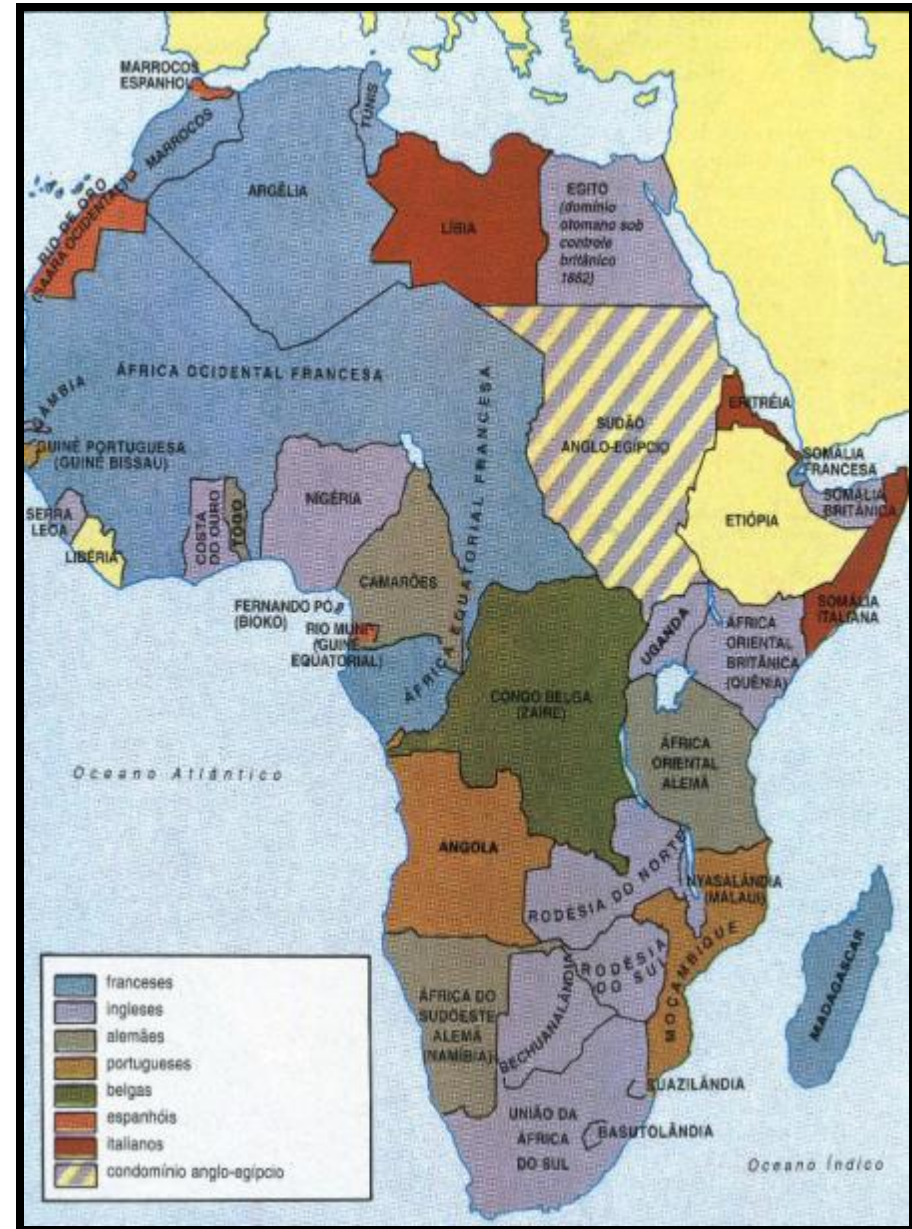 MARROCOS
ESPANHOL
MARROCOS
TUNIS
ARGÉLIA
LÍBIA
EGITO
(domínio
otomano sob
controle
britânico
1882)
RIO DE ORO
(SAARA OCIDENTAL)
ÁFRICA OCIDENTAL FRANCESA
GÂMBIA
GUINÉ PORTUGUESA
(GUINÉ BISSAU)
SERRA
LEOA
LIBÉRIA
COSTA
DO OURO
TOGO
NIGÉRIA
CAMARÕES
ÁFRICA EQUATORIAL FRANCESA
SUDÃO
ANGLO-EGÍPCIO
ERITRÉIA
SOMÁLIA
FRANCESA
SOMÁLIA
BRITÂNICA
ETIÓPIA
SOMÁLIA
ITALIANA
FERNANDO PÓ
(BIOKO)
RIO MUNI
(GUINÉ
EQUATORIAL)
UGANDA
ÁFRICA
ORIENTAL
BRITÂNICA
(QUÊNIA)
CONGO BELGA
(ZAIRE)
ÁFRICA
ORIENTAL
ALEMÃ
Oceano Atlântico
ANGOLA
RODÉSIA DO NORTE
NYASALÂNDIA
(MALAUI)
MOÇAMBIQUE
RODÉSIA
DO SUL
BECHUANALÂNDIA
ÁFRICA DO
SUDOESTE
ALEMÃ
(NAMÍBIA)
MADAGASCAR
SUAZILÂNDIA
UNIÃO DA
ÁFRICA
DO SUL
BASUTOLÂNDIA
Oceano Índico
franceses
ingleses
alemães
portugueses
belgas
espanhóis
italianos
condomínio anglo-egípcio